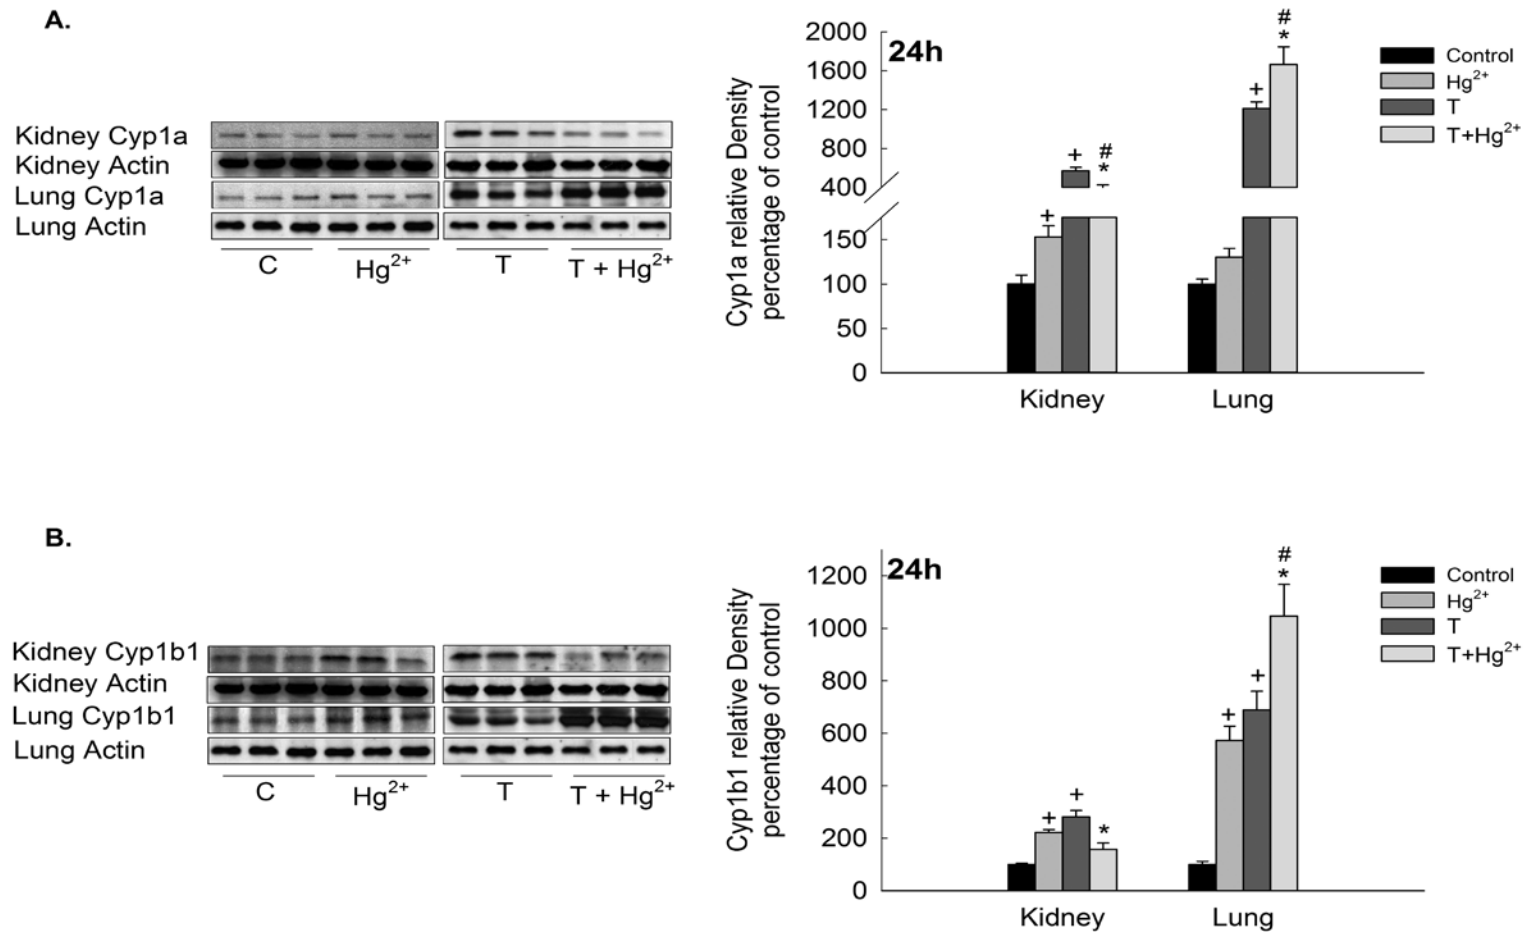 A.
Kidney Cyp1a
Kidney Actin
Lung Cyp1a
Lung Actin
C
Hg2+
T
T + Hg2+
Cyp1a relative Density
percentage of control
24h
2000
1600
1200
800
400
150
100
50
0
+
+
#
*
+
#
*
Kidney
Lung
Control
Hg2+
T
T+Hg2+
B.
Kidney Cyp1b1
Kidney Actin
Lung Cyp1b1
Lung Actin
C
Hg2+
T
T + Hg2+
Cyp1b1 relative Density
percentage of control
24h
1200
1000
800
600
400
200
0
+
+
*
+
+
#
*
Kidney
Lung
Control
Hg2+
T
T+Hg2+